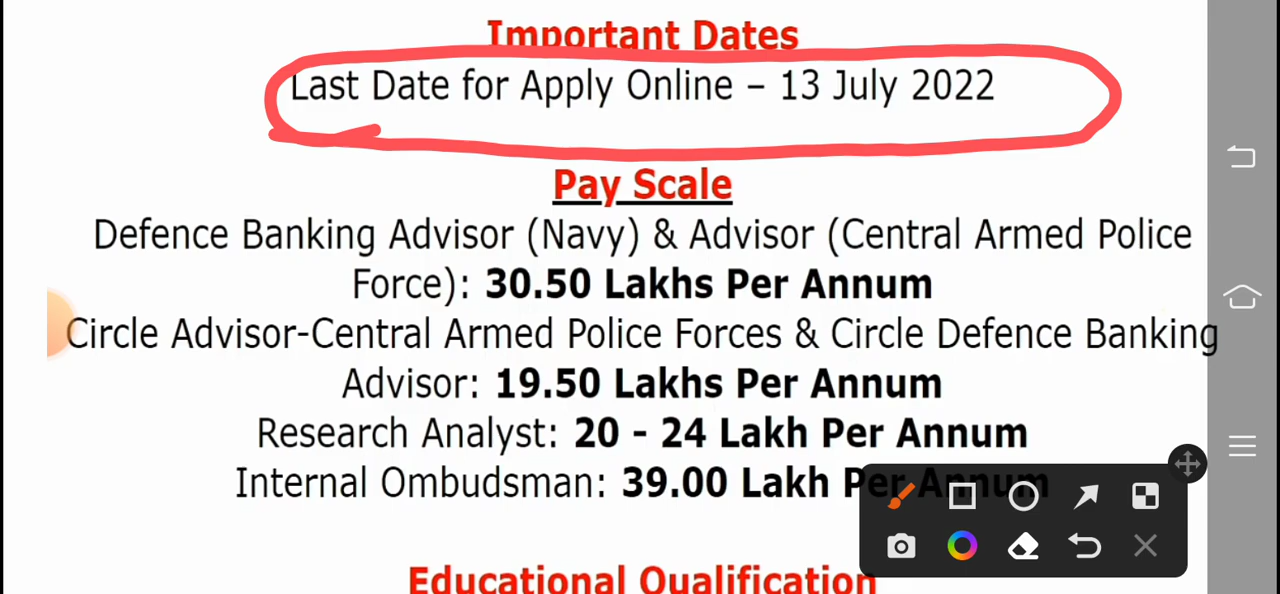 Important Dates
Last Date for Apply Online – 13 July 2022
Pay Scale
Defence Banking Advisor (Navy) & Advisor (Central Armed Police
Force): 30.50 Lakhs Per Annum
Circle Advisor-Central Armed Police Forces & Circle Defence Banking
Advisor: 19.50 Lakhs Per Annum
Research Analyst: 20 - 24 Lakh Per Annum
Internal Ombudsman: 39.00 Lakh Per Annum
Educational Qualification